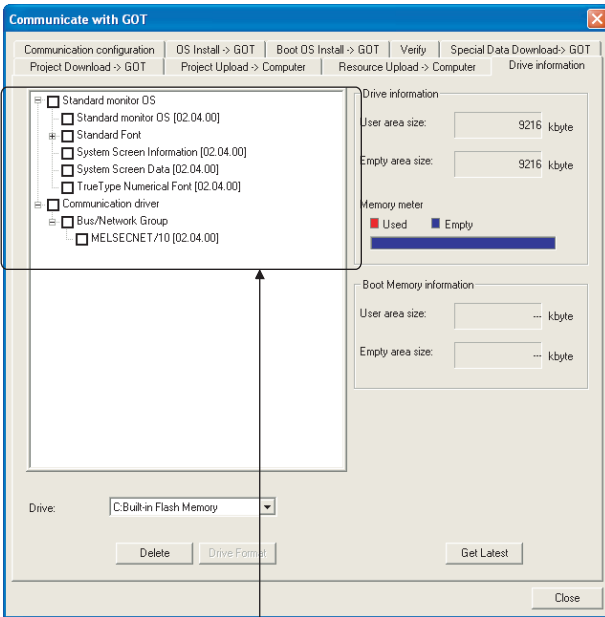 Communicate with GOT
Communication configuration OS Install -> GOT Boot OS Install -> GOT Verify Special Data Download-> GOT
Project Download -> GOT Project Upload -> Computer Resource Upload -> Computer Drive information
Standard monitor OS
Standard monitor OS [02.04.00]
Standard Font
System Screen Information [02.04.00]
System Screen Data [02.04.00]
TrueType Numerical Font [02.04.00]
Communication driver
Bus/Network Group
MELSECNET/10 [02.04.00]
Drive information
User area size: 9216 kbyte
Empty area size: 9216 kbyte
Memory meter
Used Empty
Boot Memory information
User area size: --- kbyte
Empty area size: --- kbyte
Drive: C:Built-in Flash Memory
Delete Drive Format Get Latest
Close